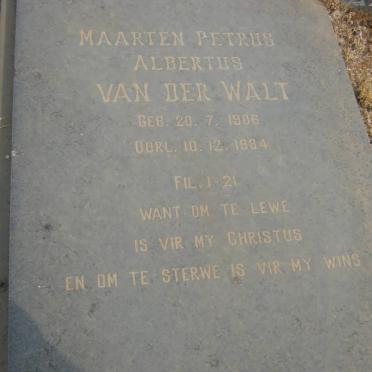 MAARTEN PETRUS
ALBERTUS
VAN DER WALT
GEB. 20. 7. 1906
OORL. 10. 12. 1984
FIL. 1-21
WANT OM TE LEWE
IS VIR MY CHRISTUS
EN OM TE STERWE IS VIR MY WINS